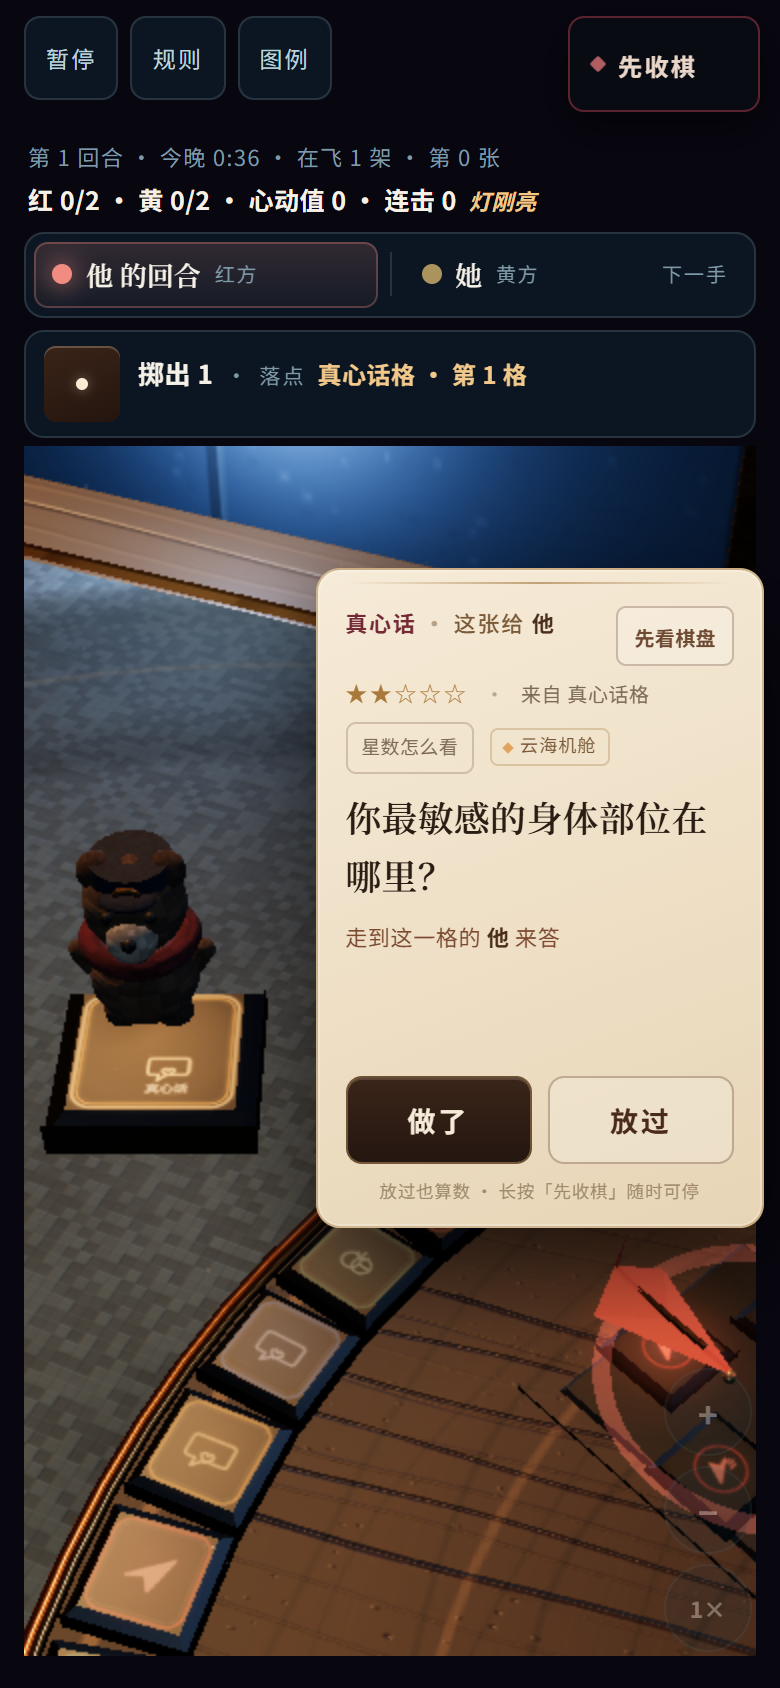 暂停
规则
图例
先收棋
第 1 回合 · 今晚 0:36 · 在飞 1 架 · 第 0 张
红 0/2 · 黄 0/2 · 心动值 0 · 连击 0 灯刚亮
他 的回合 红方
她 黄方 下一手
掷出 1 · 落点 真心话格 · 第 1 格
真心话 · 这张给 他
先看棋盘
★★☆☆☆ · 来自 真心话格
星数怎么看
云海机舱
你最敏感的身体部位在
哪里?
走到这一格的 他 来答
真心话
做了
放过
放过也算数 · 长按「先收棋」随时可停
+
−
1×